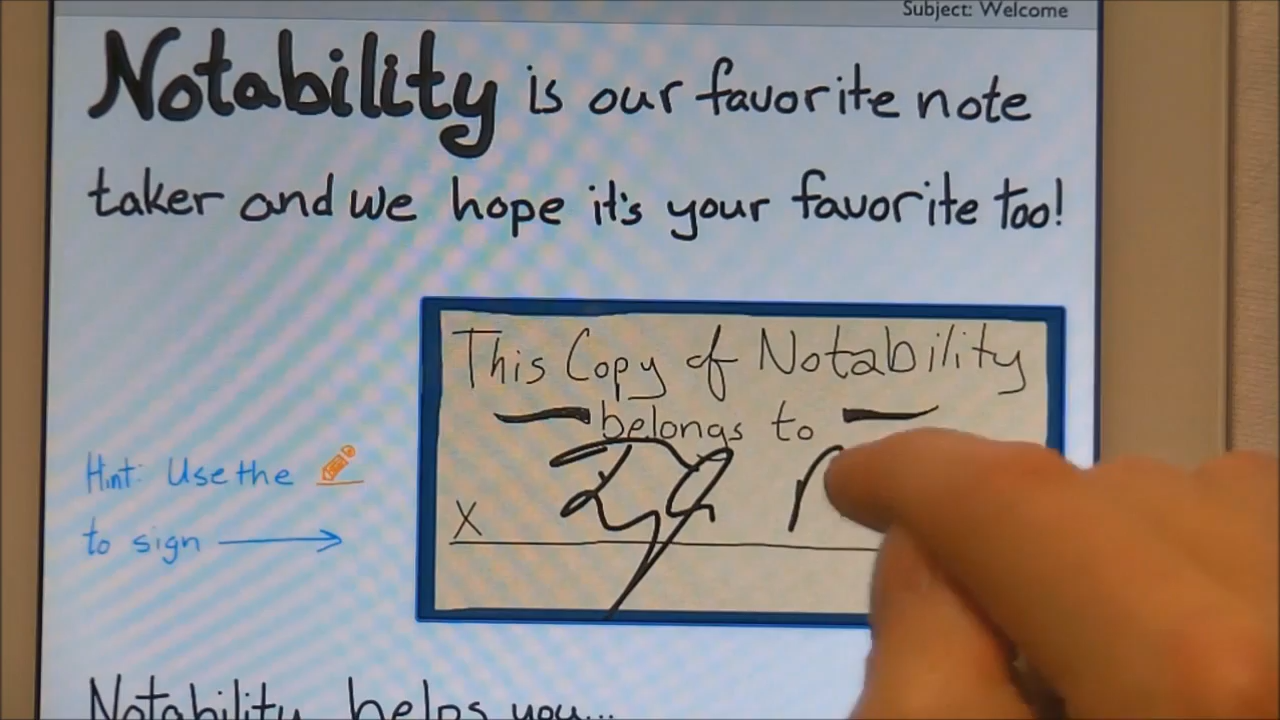 Subject: Welcome
Notability is our favorite note
taker and we hope it's your favorite too!
This Copy of Notability
belongs to
Hint: Use the
to sign
X
Notability helps you...